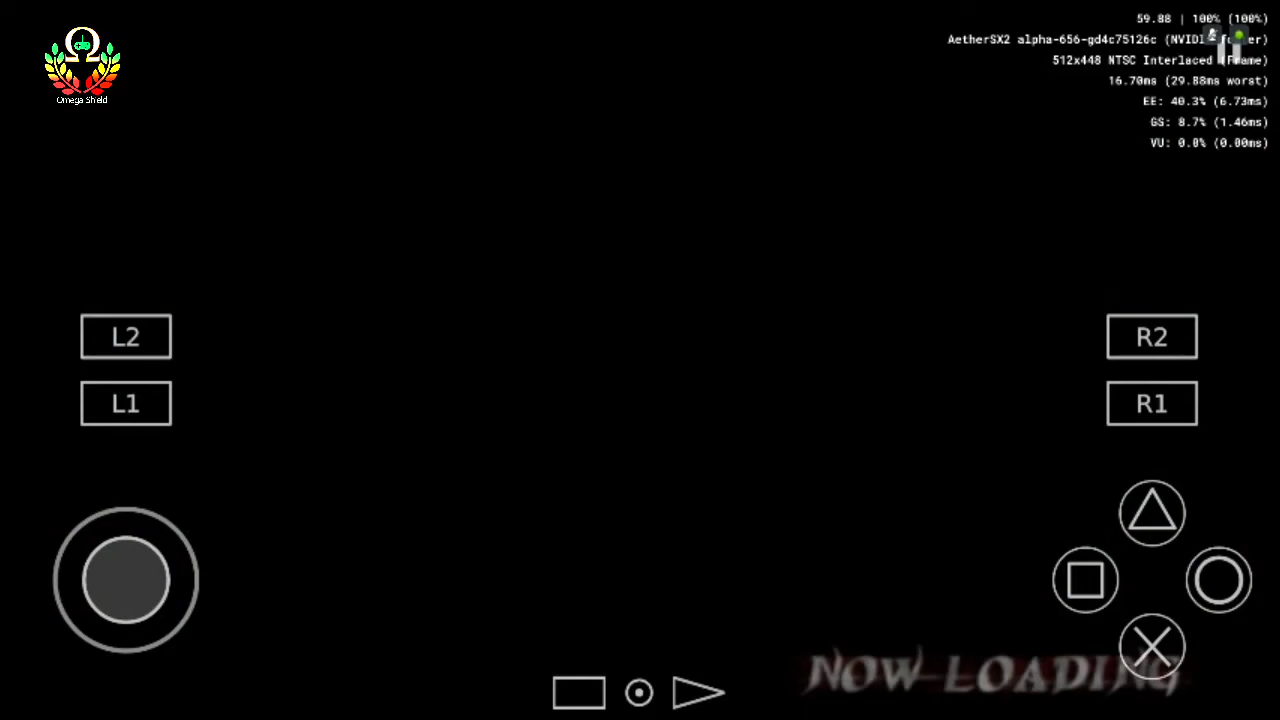 59.88 | 100% (100%)
AetherSX2 alpha-656-gd4c75126c
512x448 NTSC Interlaced (Frame)
16.70ms (29.88ms worst)
EE: 40.3% (6.73ms)
GS: 8.7% (1.46ms)
VU: 0.0% (0.00ms)
Ω
Omega Shield
L2
R2
L1
R1
NOW LOADING